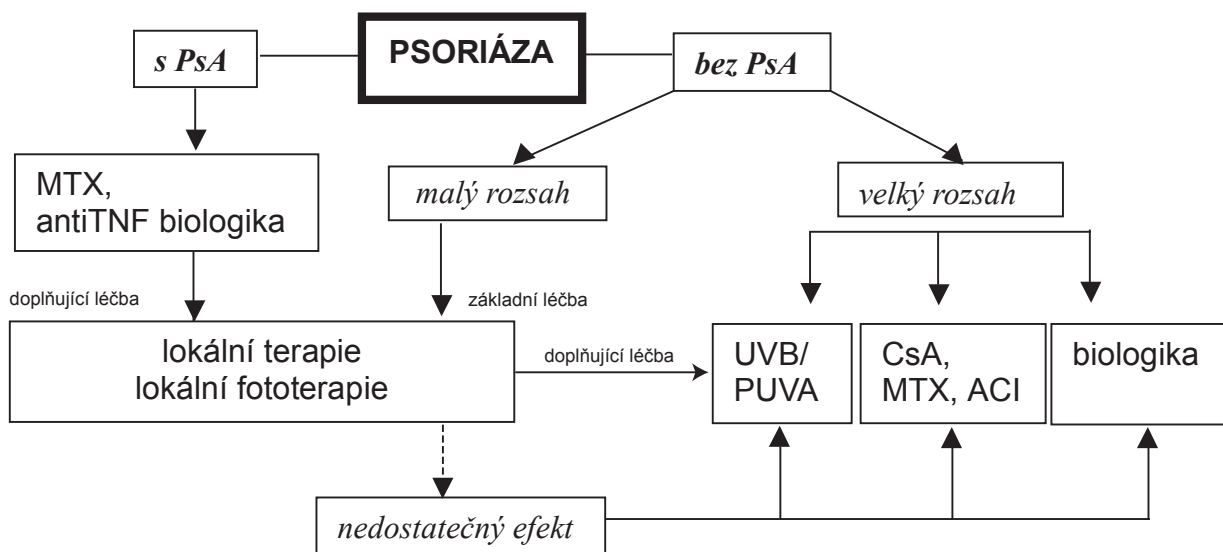 PSORIÁZA
s PsA
bez PsA
MTX,
antiTNF biologika
malý rozsah
velký rozsah
doplňující léčba
základní léčba
lokální terapie
lokální fototerapie
doplňující léčba
UVB/
PUVA
CsA,
MTX, ACI
biologika
nedostatečný efekt